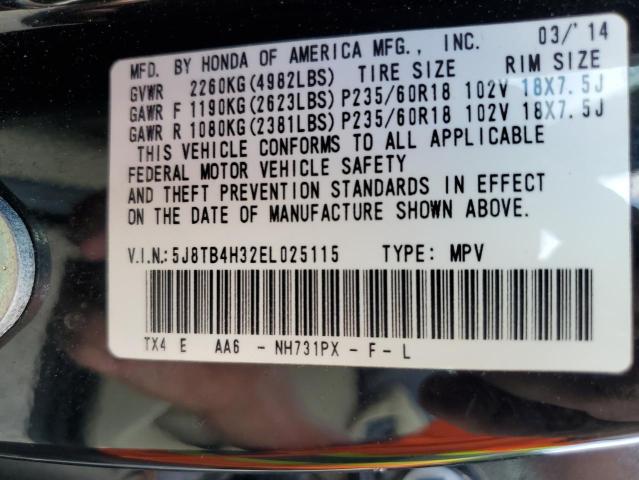 MFD. BY HONDA OF AMERICA MFG., INC. 03/'14
GVWR 2260KG(4982LBS) TIRE SIZE RIM SIZE
GAWR F 1190KG(2623LBS)P235/60R18 102V 18X7.5J
GAWR R 1080KG(2381LBS)P235/60R18 102V 18X7.5J
THIS VEHICLE CONFORMS TO ALL APPLICABLE
FEDERAL MOTOR VEHICLE SAFETY
AND THEFT PREVENTION STANDARDS IN EFFECT
ON THE DATE OF MANUFACTURE SHOWN ABOVE.
V.I.N.:5J8TB4H32EL025115 TYPE: MPV
TX4 E AA6 - NH731PX - F - L